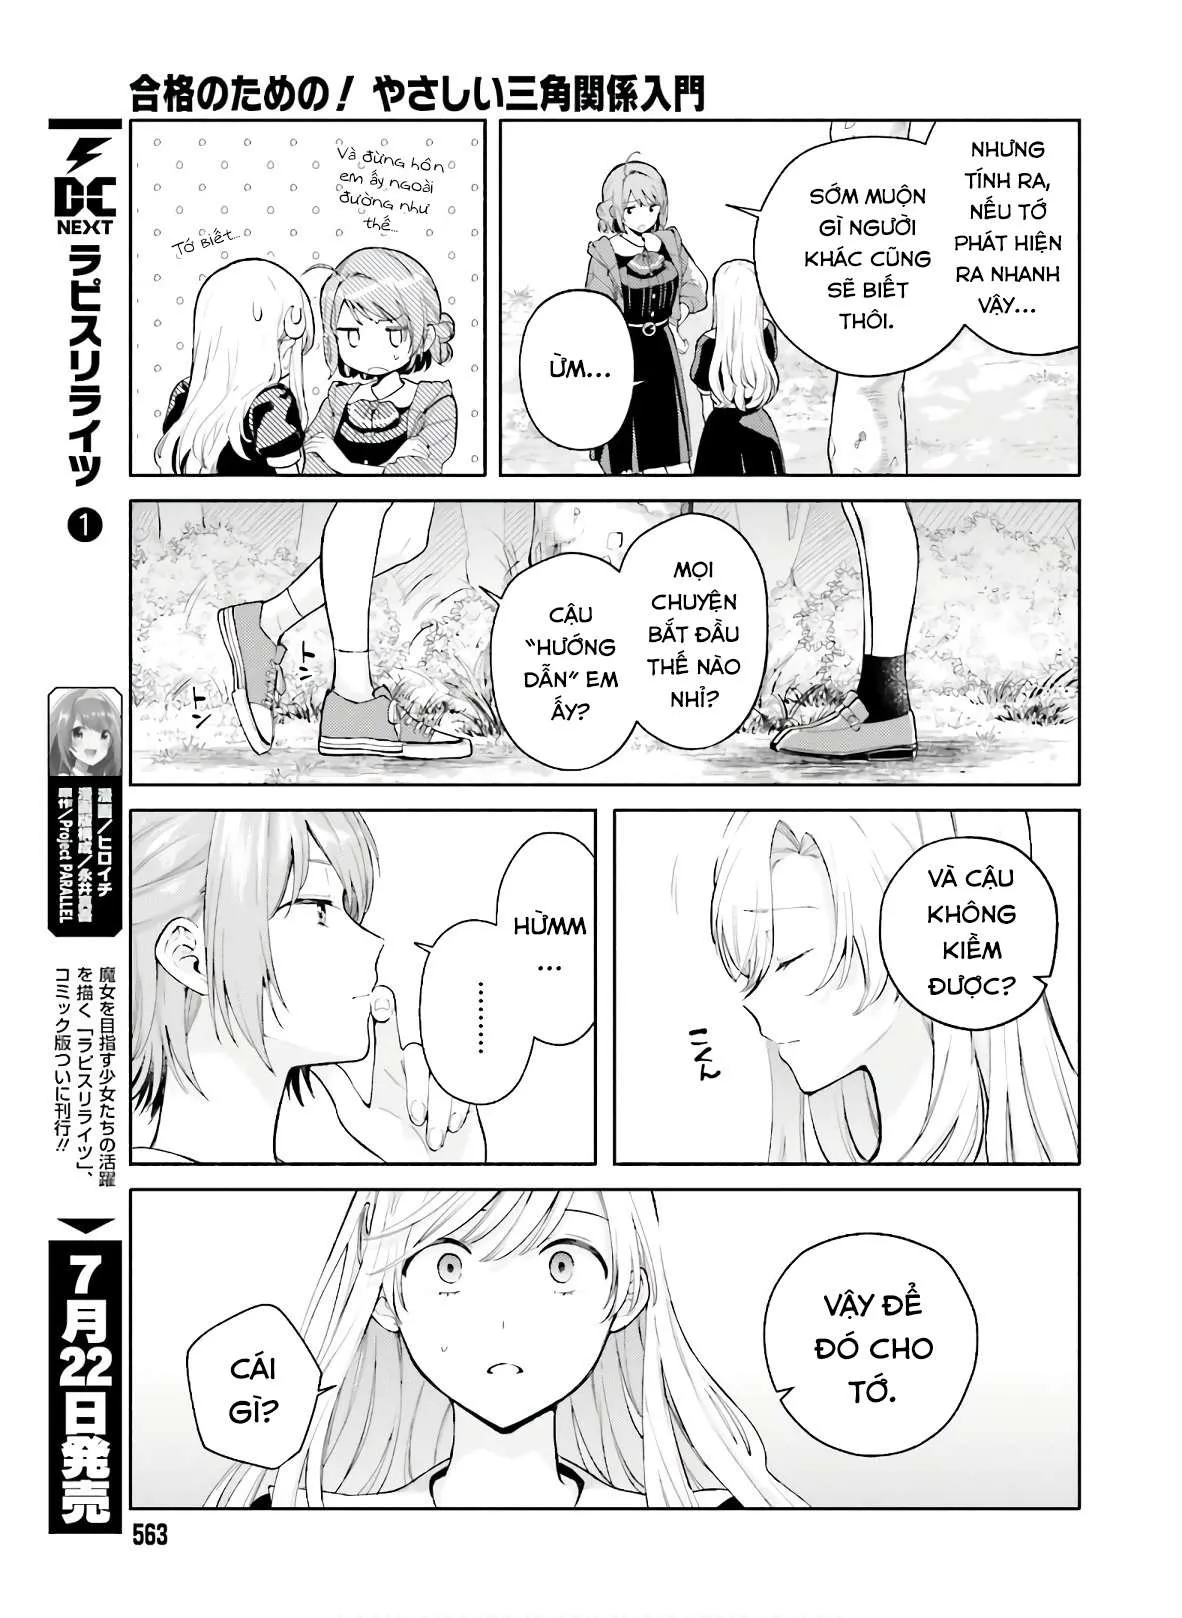 合格のための! やさしい三角関係入門
NHƯNG
TÍNH RA,
NẾU TỚ
PHÁT HIỆN
RA NHANH
VẬY...
SỚM MUỘN
GÌ NGƯỜI
KHÁC CŨNG
SẼ BIẾT
THÔI.
ỪM...
Và đừng hôn
em ấy ngoài
đường như
thế...
Tớ biết...
MỌI
CHUYỆN
BẮT ĐẦU
THẾ NÀO
NHỈ?
CẬU
“HƯỚNG
DẪN” EM
ẤY?
トン
トン
VÀ CẬU
KHÔNG
KIỀM
ĐƯỢC?
こくん
HỪMM
...
.........
VẬY ĐỂ
ĐÓ CHO
TỚ.
CÁI
GÌ?
DC
NEXT
ラピスリライツ
1
漫画/ヒロイチ
原作/Project PARALLEL
魔女を目指す少女たちの活躍
を描く「ラピスリライツ」、
コミック版ついに刊行!!
7月22日発売
563